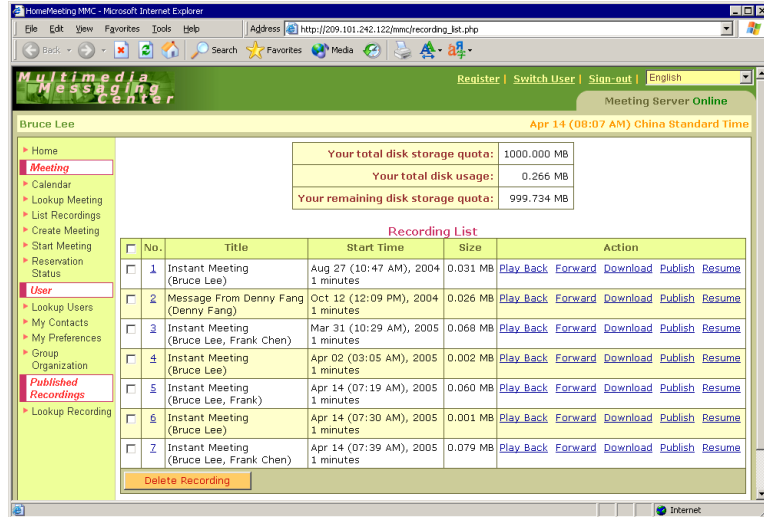 HomeMeeting MMC - Microsoft Internet Explorer
File Edit View Favorites Tools Help Address http://209.101.242.122/mmc/recording_list.php
Back Search Favorites Media
Multimedia
Messaging
Center
Register | Switch User | Sign-out | English
Meeting Server Online
Bruce Lee Apr 14 (08:07 AM) China Standard Time
Home
Meeting
Calendar
Lookup Meeting
List Recordings
Create Meeting
Start Meeting
Reservation
Status
User
Lookup Users
My Contacts
My Preferences
Group
Organization
Published
Recordings
Lookup Recording
Your total disk storage quota: 1000.000 MB
Your total disk usage: 0.266 MB
Your remaining disk storage quota: 999.734 MB
Recording List
No. Title Start Time Size Action
1 Instant Meeting Aug 27 (10:47 AM), 2004 0.031 MB Play Back Forward Download Publish Resume
(Bruce Lee) 1 minutes
2 Message From Denny Fang Oct 12 (12:09 PM), 2004 0.026 MB Play Back Forward Download Publish Resume
(Denny Fang) 1 minutes
3 Instant Meeting Mar 31 (10:29 AM), 2005 0.068 MB Play Back Forward Download Publish Resume
(Bruce Lee, Frank Chen) 1 minutes
4 Instant Meeting Apr 02 (03:05 AM), 2005 0.002 MB Play Back Forward Download Publish Resume
(Bruce Lee) 1 minutes
5 Instant Meeting Apr 14 (07:19 AM), 2005 0.060 MB Play Back Forward Download Publish Resume
(Bruce Lee, Frank) 1 minutes
6 Instant Meeting Apr 14 (07:30 AM), 2005 0.001 MB Play Back Forward Download Publish Resume
(Bruce Lee) 1 minutes
7 Instant Meeting Apr 14 (07:39 AM), 2005 0.079 MB Play Back Forward Download Publish Resume
(Bruce Lee, Frank Chen) 1 minutes
Delete Recording
Internet